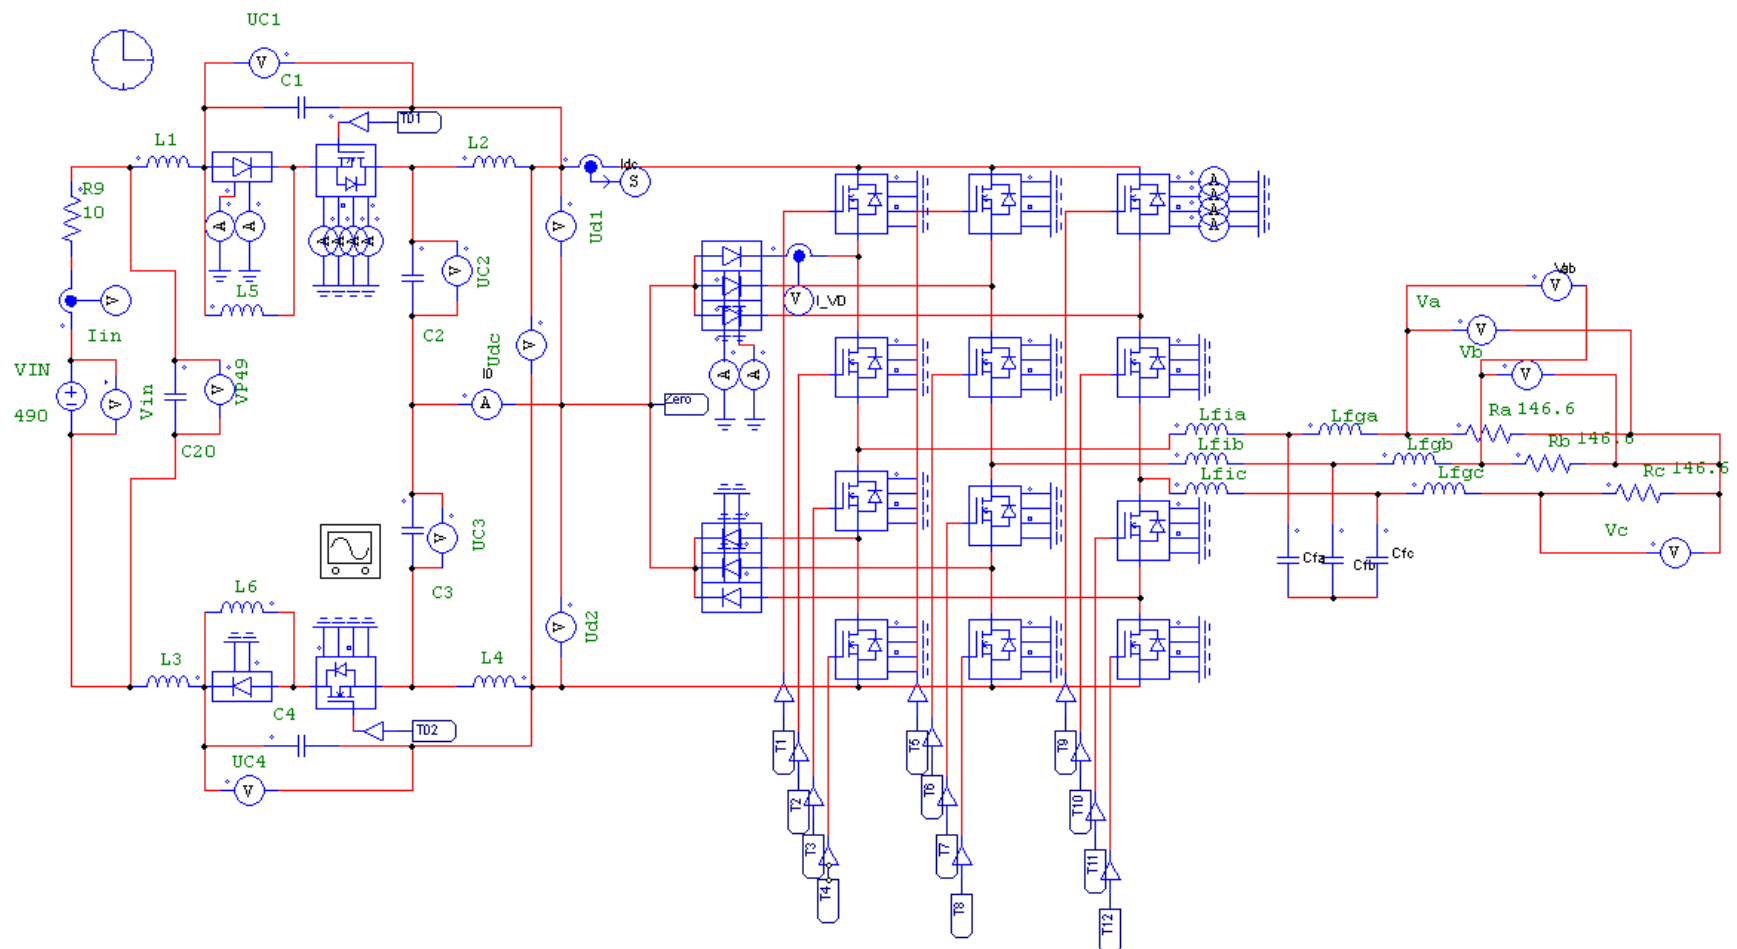 UC1
V
C1
TD1
L1
L2
Idc
S
R9
10
A
A
A
A
A
A
V
Ud1
A
A
A
A
V
UC2
L5
V
I_VD
V
Iin
C2
Vab
V
Va
V
Vb
V
VIN
490
V
Vin
V
VP49
V
Udc
A
A
A
Zero
C20
Lfia
Lfga
Ra
146.6
Lfib
Lfgb
Rb
146.6
Lfic
Lfgc
Rc
146.6
V
UC3
Vc
V
Cfa
Cfb
Cfc
L6
C3
V
Ud2
L3
L4
C4
TD2
UC4
V
T1
T2
T3
T4
T5
T6
T7
T8
T9
T10
T11
T12